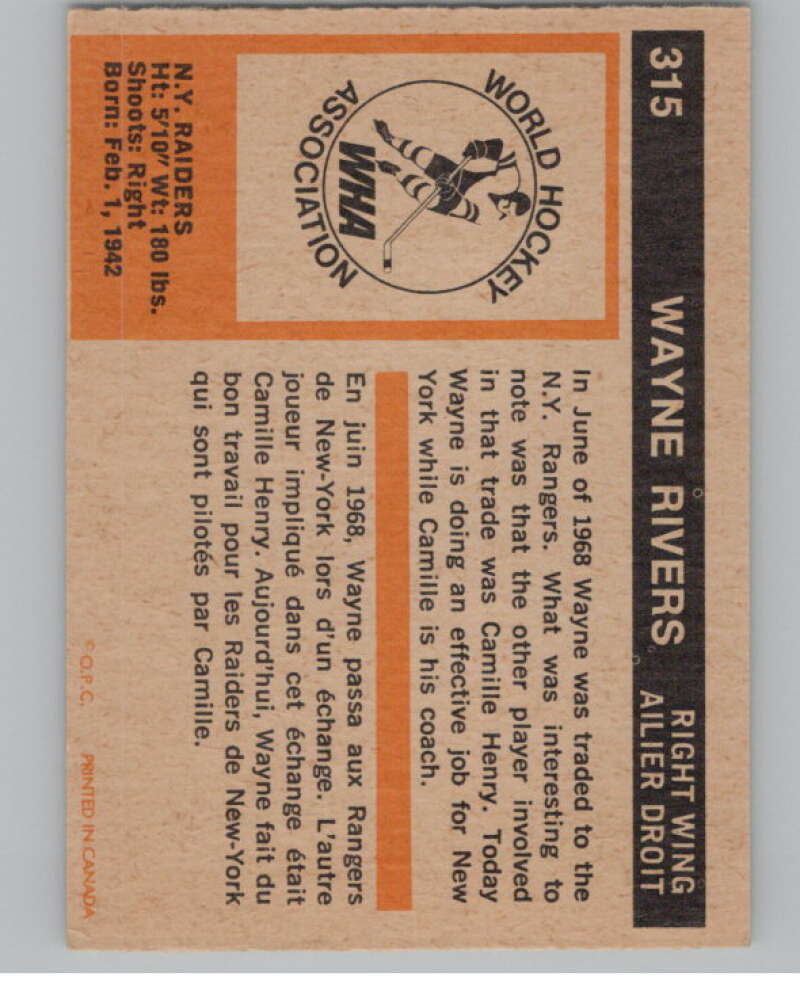 315 WAYNE RIVERS RIGHT WING
AILIER DROIT
WORLD HOCKEY
ASSOCIATION
WHA
N.Y. RAIDERS
Ht: 5'10" Wt: 180 lbs.
Shoots: Right
Born: Feb. 1, 1942
In June of 1968 Wayne was traded to the
N.Y. Rangers. What was interesting to
note was that the other player involved
in that trade was Camille Henry. Today
Wayne is doing an effective job for New
York while Camille is his coach.
En juin 1968, Wayne passa aux Rangers
de New-York lors d'un échange. L'autre
joueur impliqué dans cet échange était
Camille Henry. Aujourd'hui, Wayne fait du
bon travail pour les Raiders de New-York
qui sont pilotés par Camille.
©O.P.C. PRINTED IN CANADA